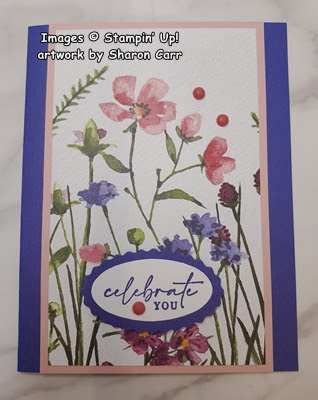 Images © Stampin' Up!
artwork by Sharon Carr
celebrate
YOU